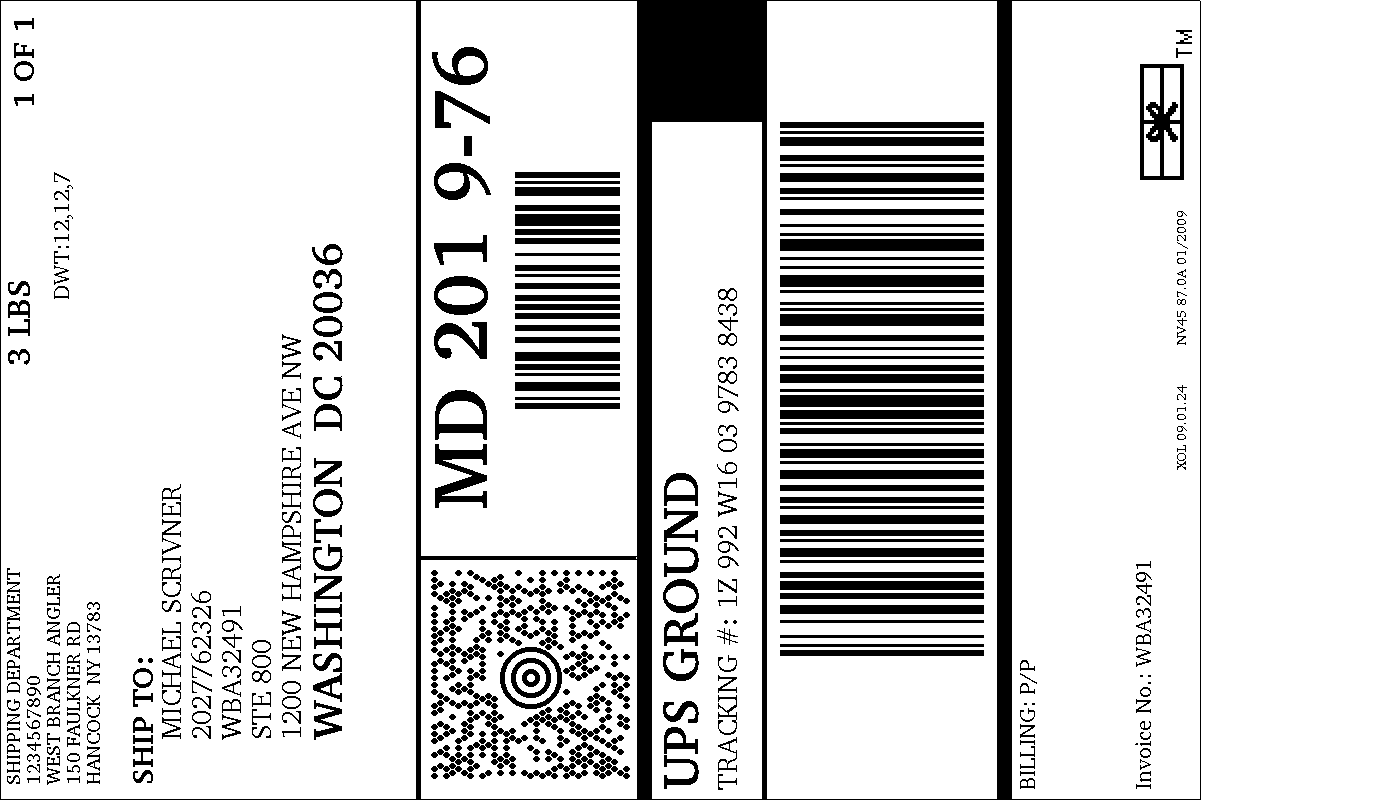 SHIPPING DEPARTMENT
1234567890
WEST BRANCH ANGLER
150 FAULKNER RD
HANCOCK NY 13783
3 LBS
1 OF 1
DWT:12,12,7
SHIP TO:
MICHAEL SCRIVNER
2027762326
WBA32491
STE 800
1200 NEW HAMPSHIRE AVE NW
WASHINGTON DC 20036
MD 201 9-76
UPS GROUND
TRACKING #: 1Z 992 W16 03 9783 8438
BILLING: P/P
Invoice No.: WBA32491
XOL 09.01.24 NV45 87.0A 01/2009
TM